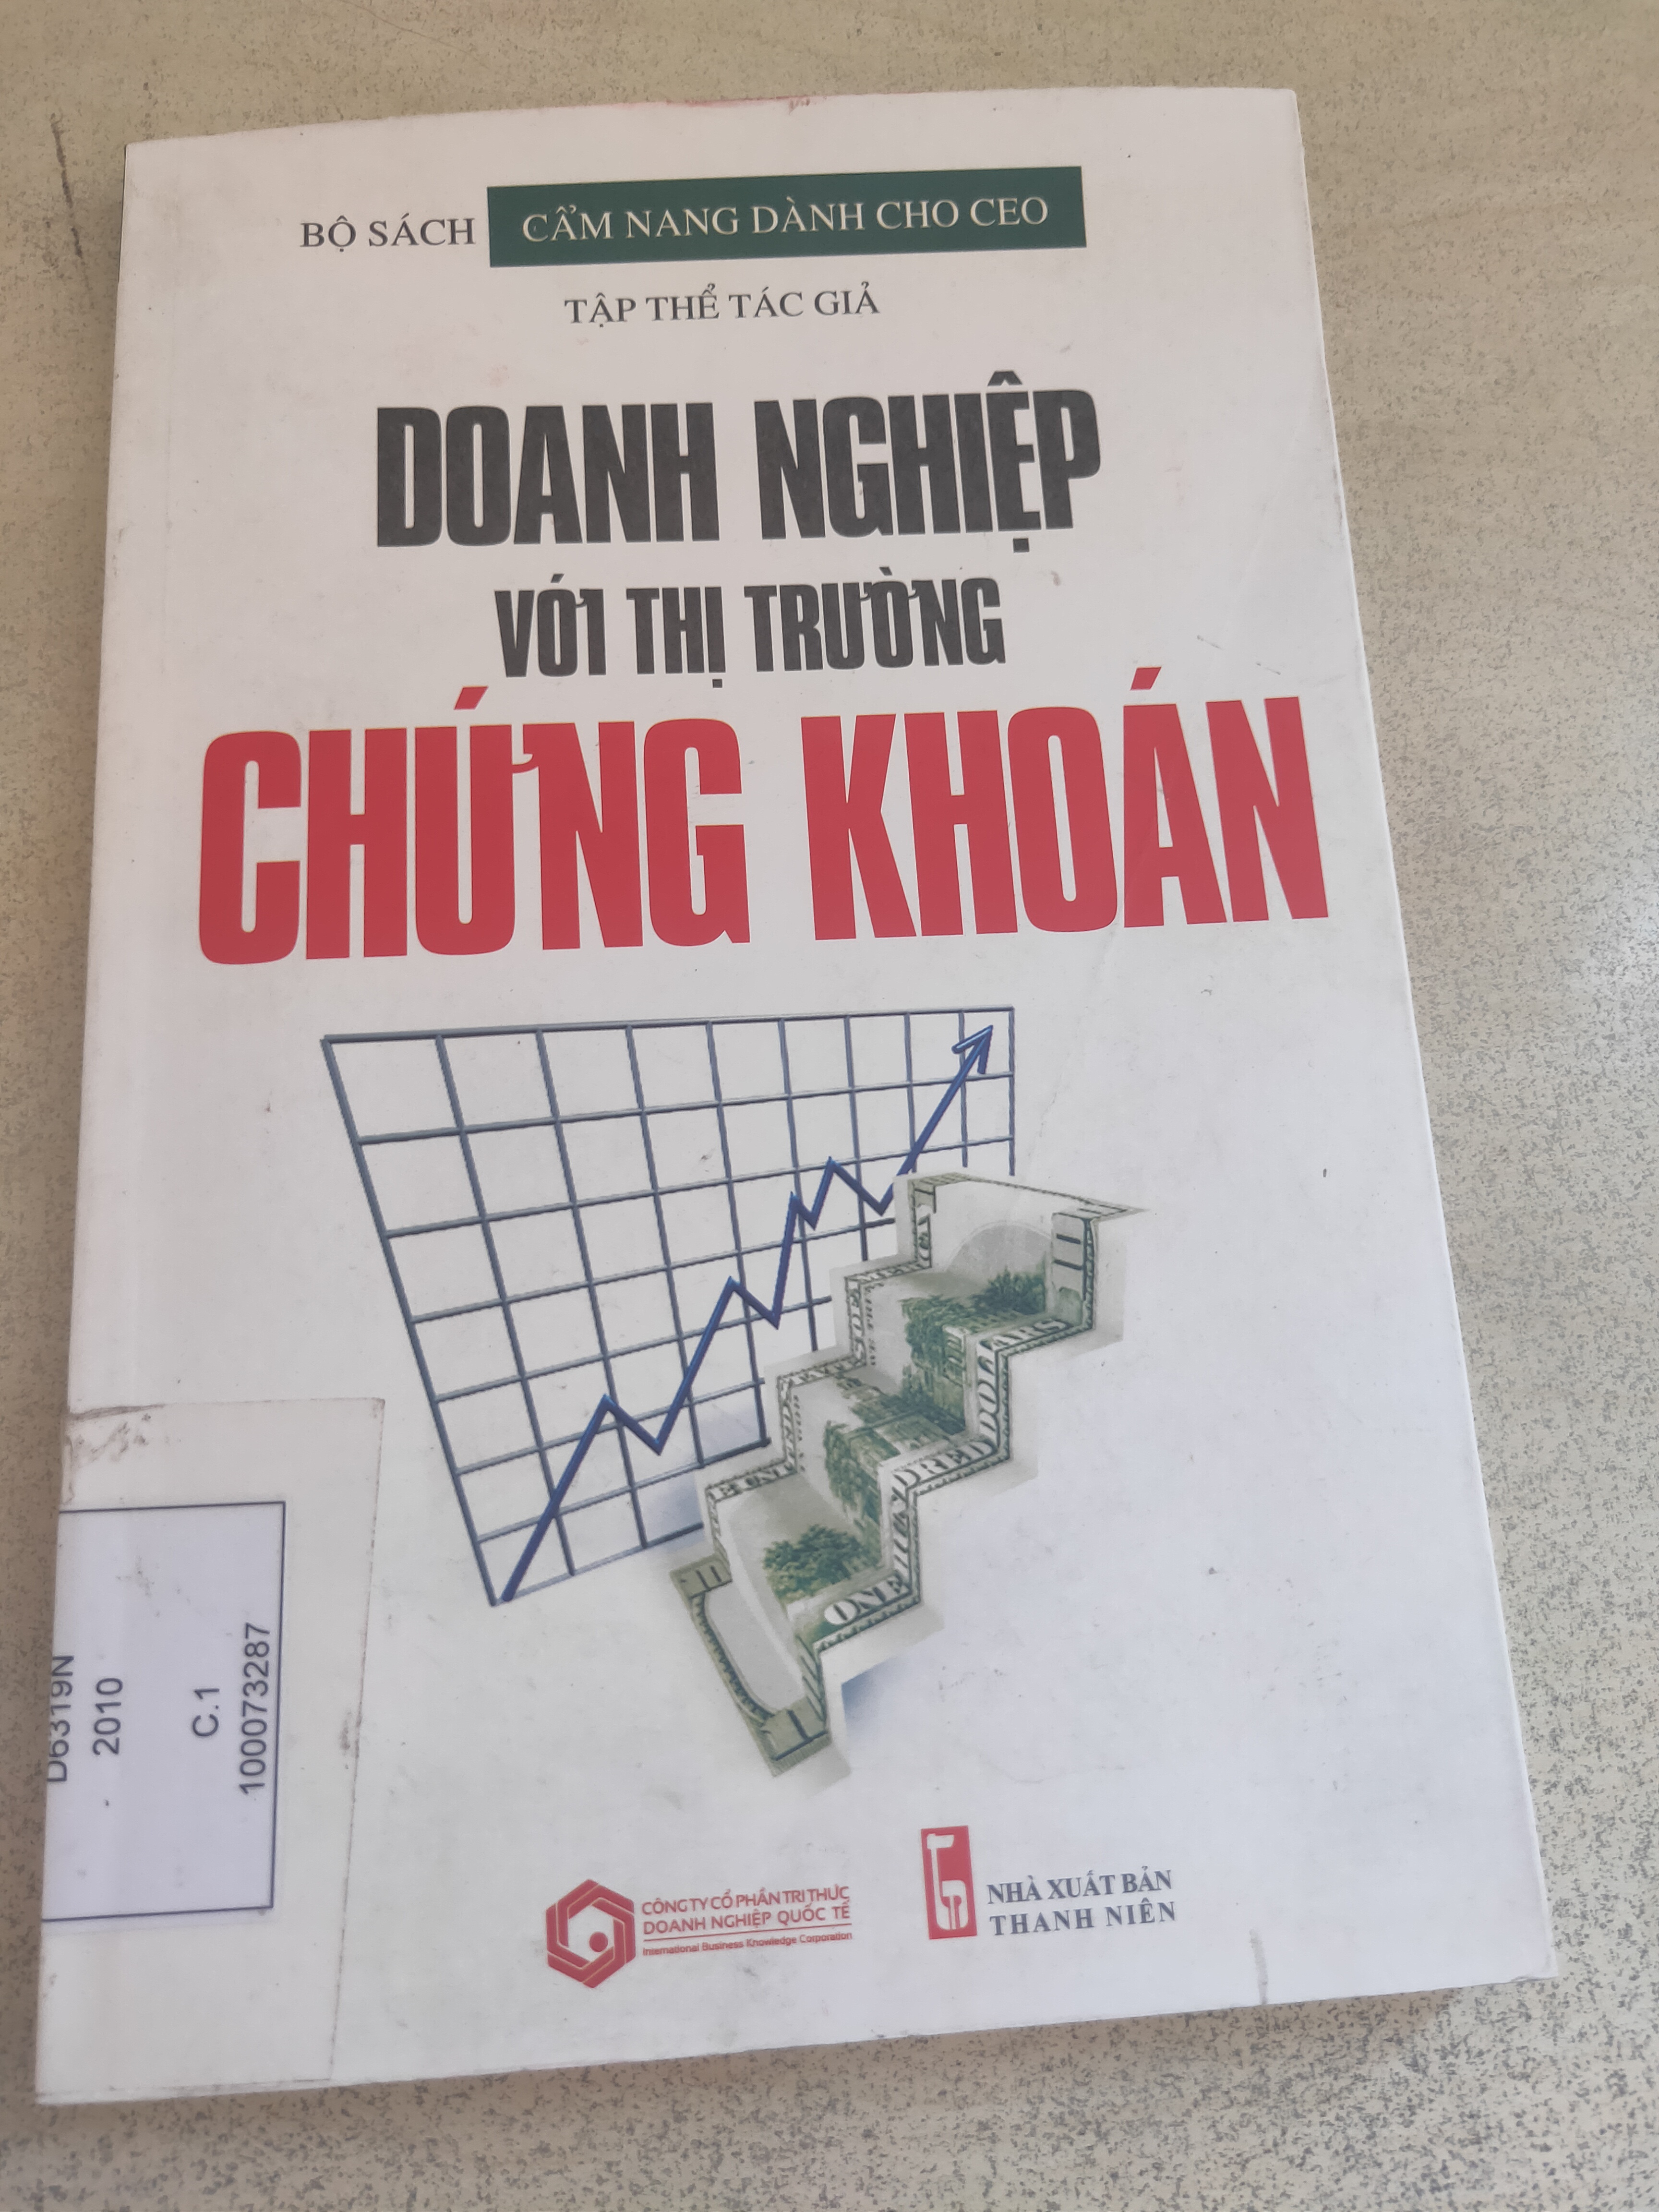 BỘ SÁCH CẨM NANG DÀNH CHO CEO
TẬP THỂ TÁC GIẢ
DOANH NGHIỆP
VỚI THỊ TRƯỜNG
CHỨNG KHOÁN
ONE HUNDRED DOLLARS
D6319N
2010
C.1
100073287
CÔNG TY CỔ PHẦN TRI THỨC
DOANH NGHIỆP QUỐC TẾ
International Business Knowledge Corporation
NHÀ XUẤT BẢN
THANH NIÊN